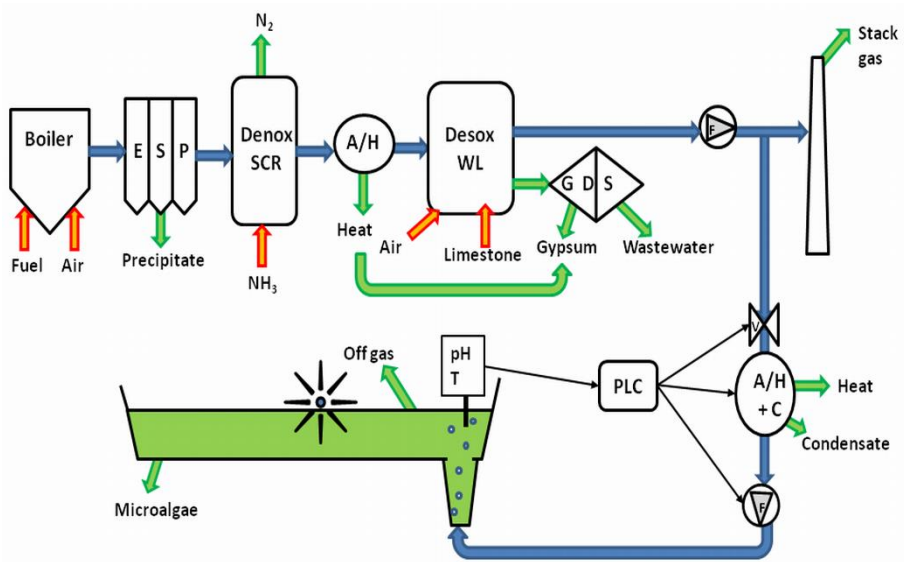 N₂
Stack
gas
Boiler
E S P
Denox
SCR
A/H
Desox
WL
F
G D S
Fuel
Air
Precipitate
NH₃
Heat
Air
Limestone
Gypsum
Wastewater
Off gas
pH
T
PLC
V
A/H
+ C
Heat
Condensate
Microalgae
F